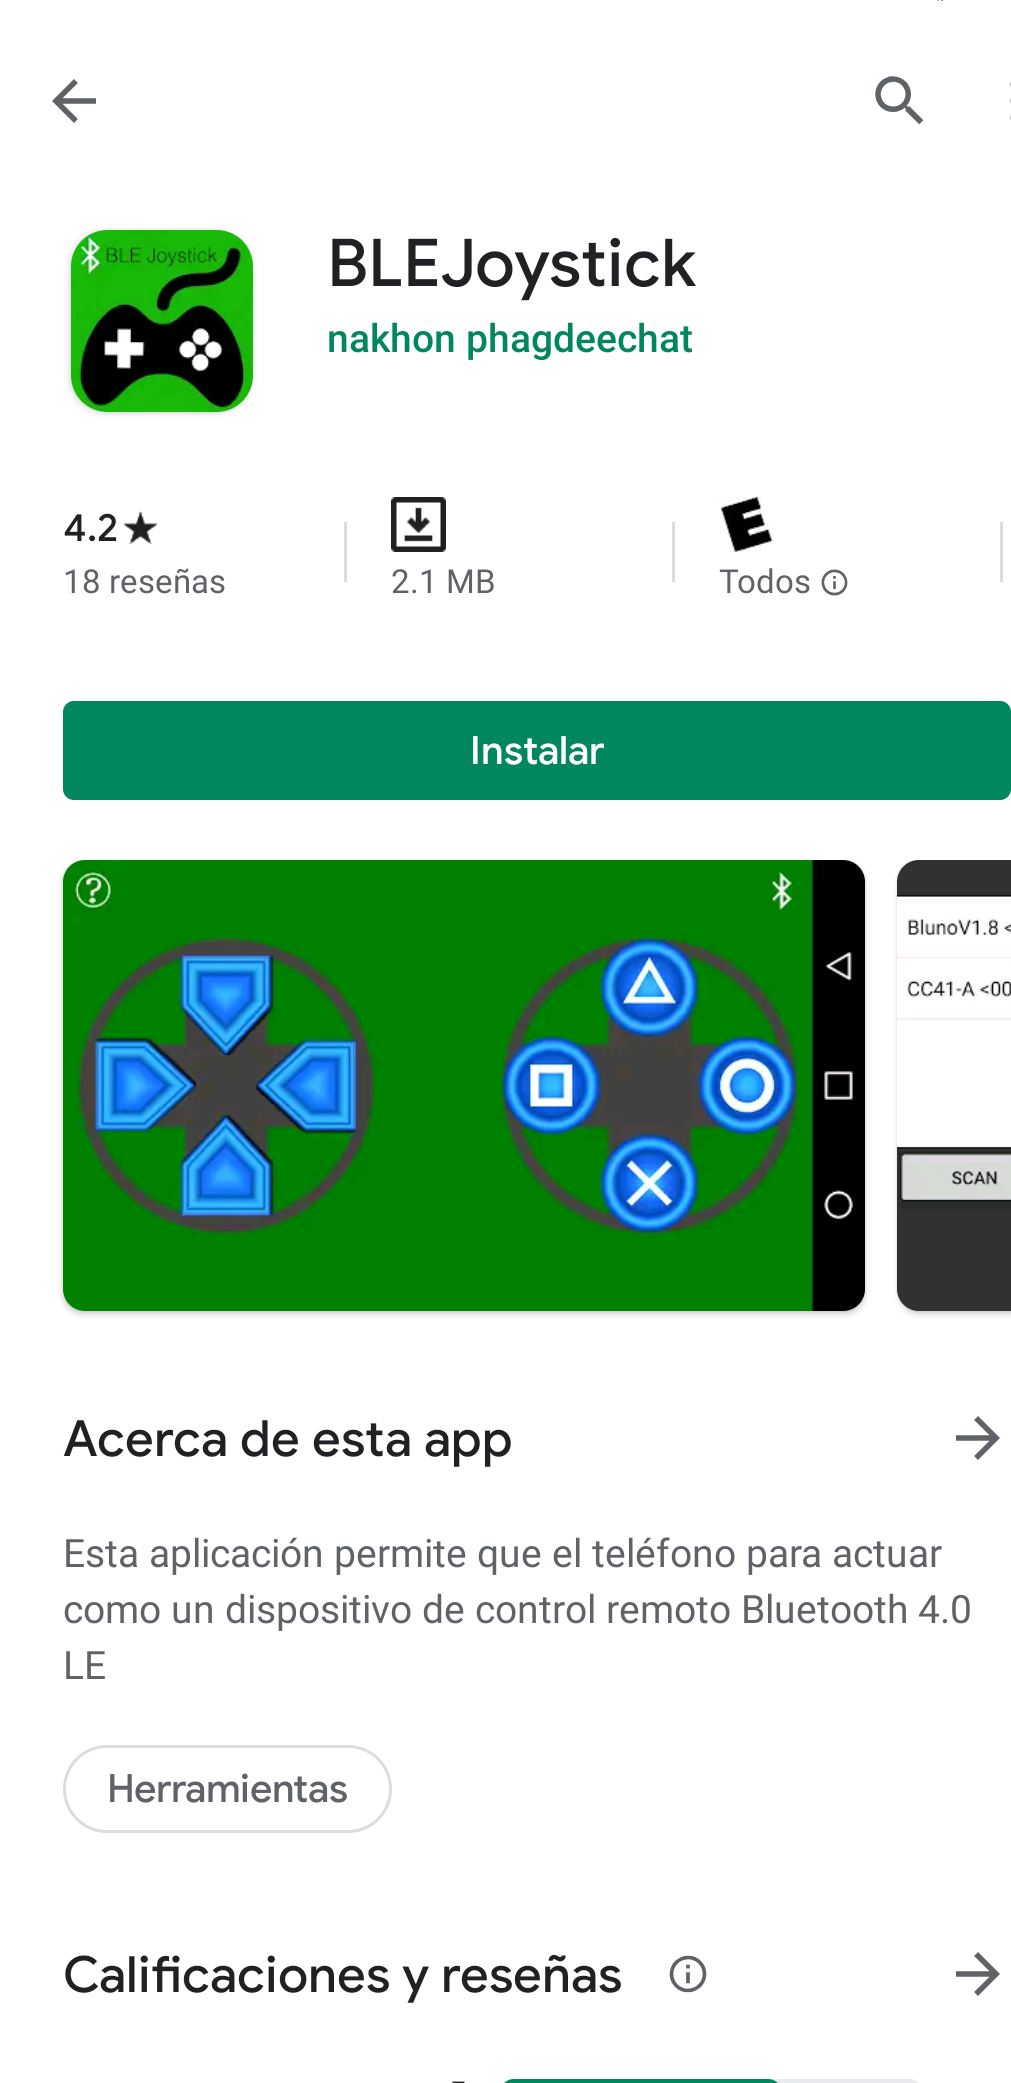 BLE Joystick
BLEJoystick
nakhon phagdeechat
4.2★
18 reseñas
2.1 MB
E
Todos
Instalar
?
BlunoV1.8 <
CC41-A <00
SCAN
Acerca de esta app
Esta aplicación permite que el teléfono para actuar
como un dispositivo de control remoto Bluetooth 4.0
LE
Herramientas
Calificaciones y reseñas